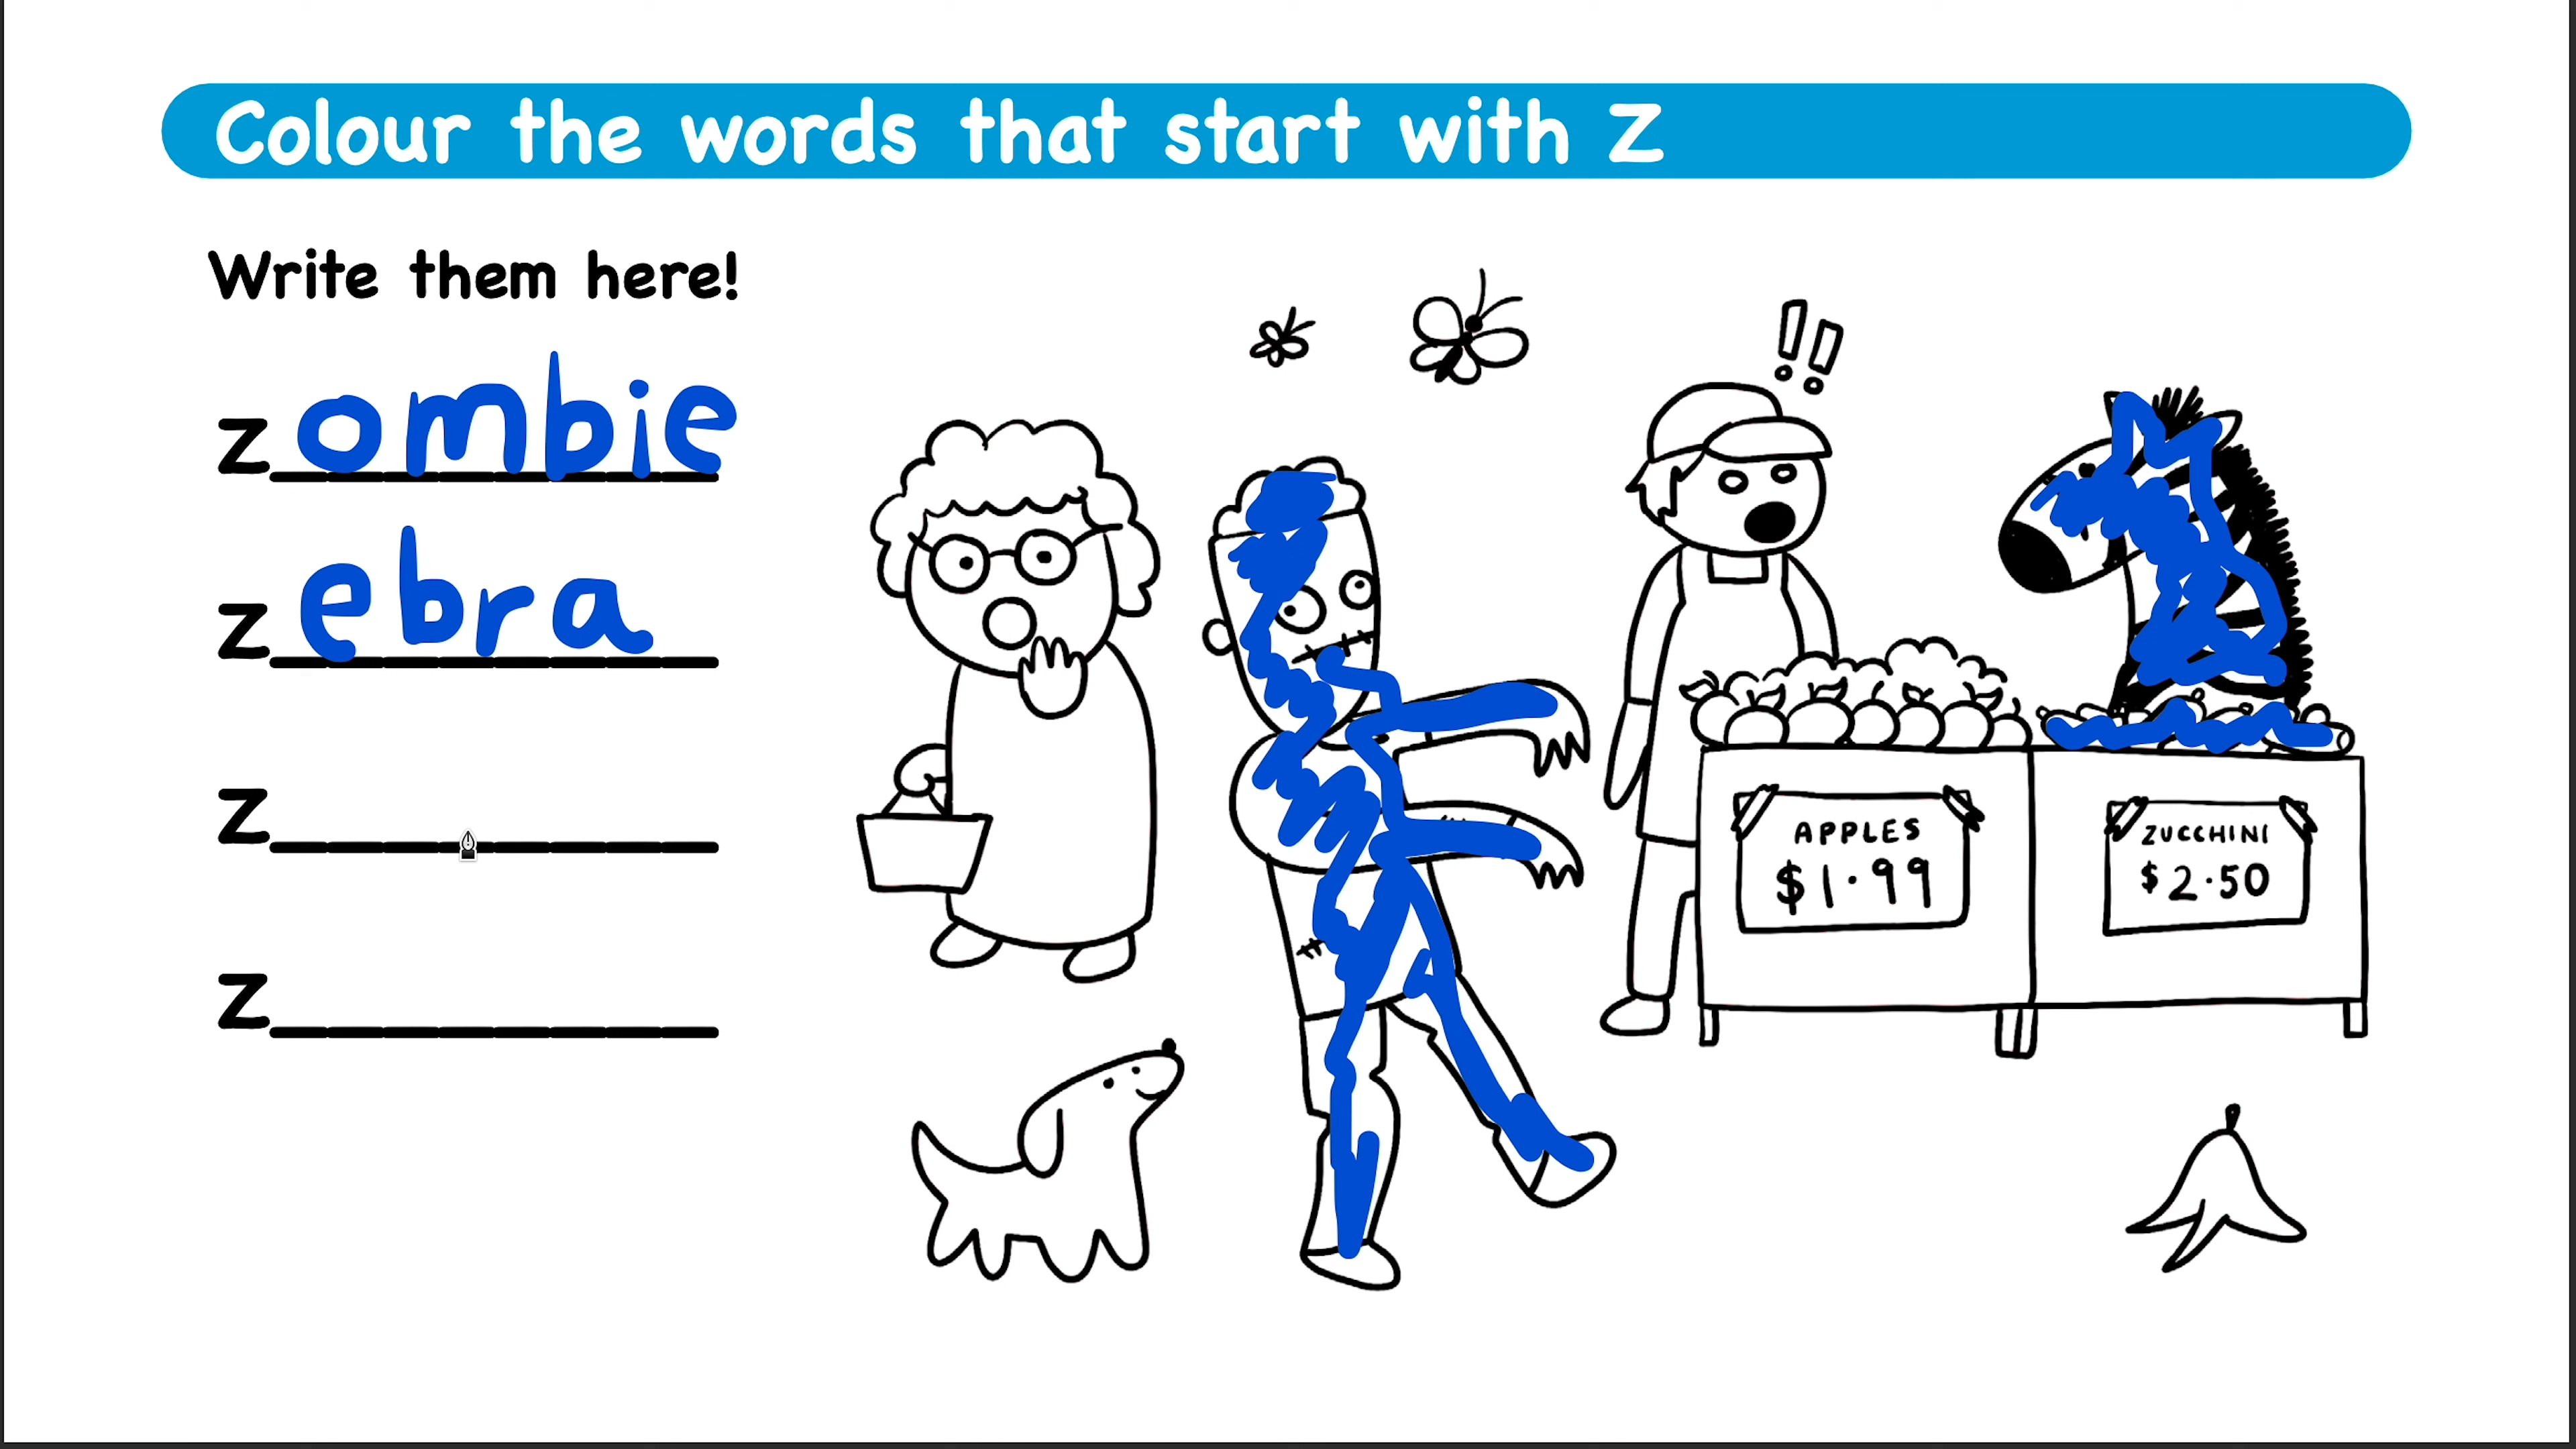 Colour the words that start with z
Write them here!
zombie
zebra
z
z
!!
APPLES
$1.99
ZUCCHINI
$2.50